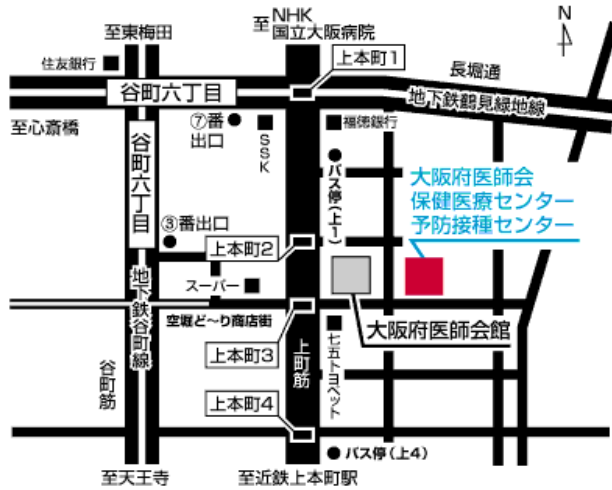 至東梅田
至 NHK
国立大阪病院
N
住友銀行
上本町1
長堀通
谷町六丁目
地下鉄鶴見緑地線
至心斎橋
⑦番
出口
SSK
福徳銀行
谷町六丁目
バス停(上1)
大阪府医師会
保健医療センター
予防接種センター
③番出口
上本町2
スーパー
地下鉄谷町線
空堀ど〜り商店街
大阪府医師会館
上本町3
上町筋
七五トヨペット
谷町筋
上本町4
バス停(上4)
至天王寺
至近鉄上本町駅